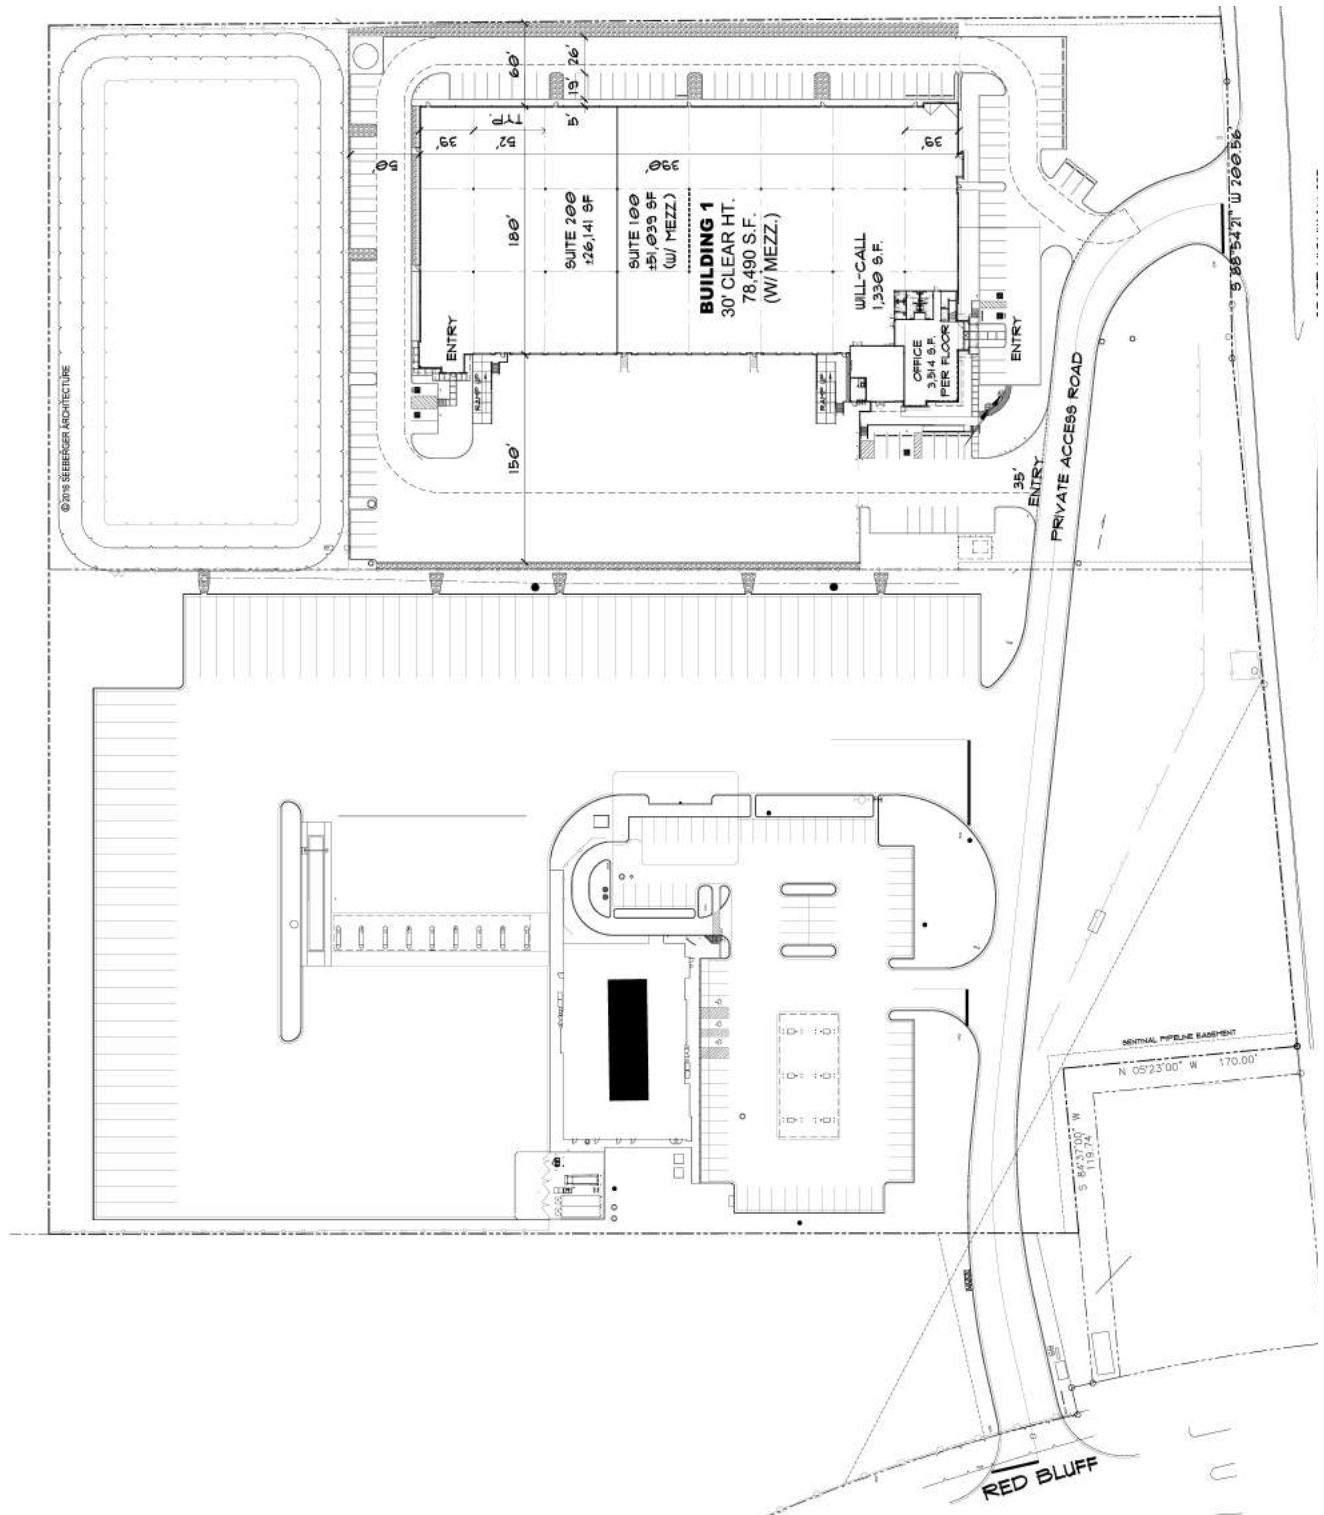 60'
26'
19'
5'
TYP.
39'
52'
39'
50'
390'
180'
SUITE 200
±26,141 SF
SUITE 100
±51,039 SF
(W/ MEZZ.)
BUILDING 1
30' CLEAR HT.
78,490 S.F.
(W/ MEZZ.)
WILL-CALL
1,330 S.F.
OFFICE
3,514 S.F.
PER FLOOR
ENTRY
ENTRY
RAMP UP
RAMP UP
150'
35'
ENTRY
PRIVATE ACCESS ROAD
S 88°54'21" W 200.56'
©2016 SEEBERGER ARCHITECTURE
SENTINAL PIPELINE EASEMENT
N 05°23'00" W 170.00'
S 84°37'00" W
119.74'
RED BLUFF